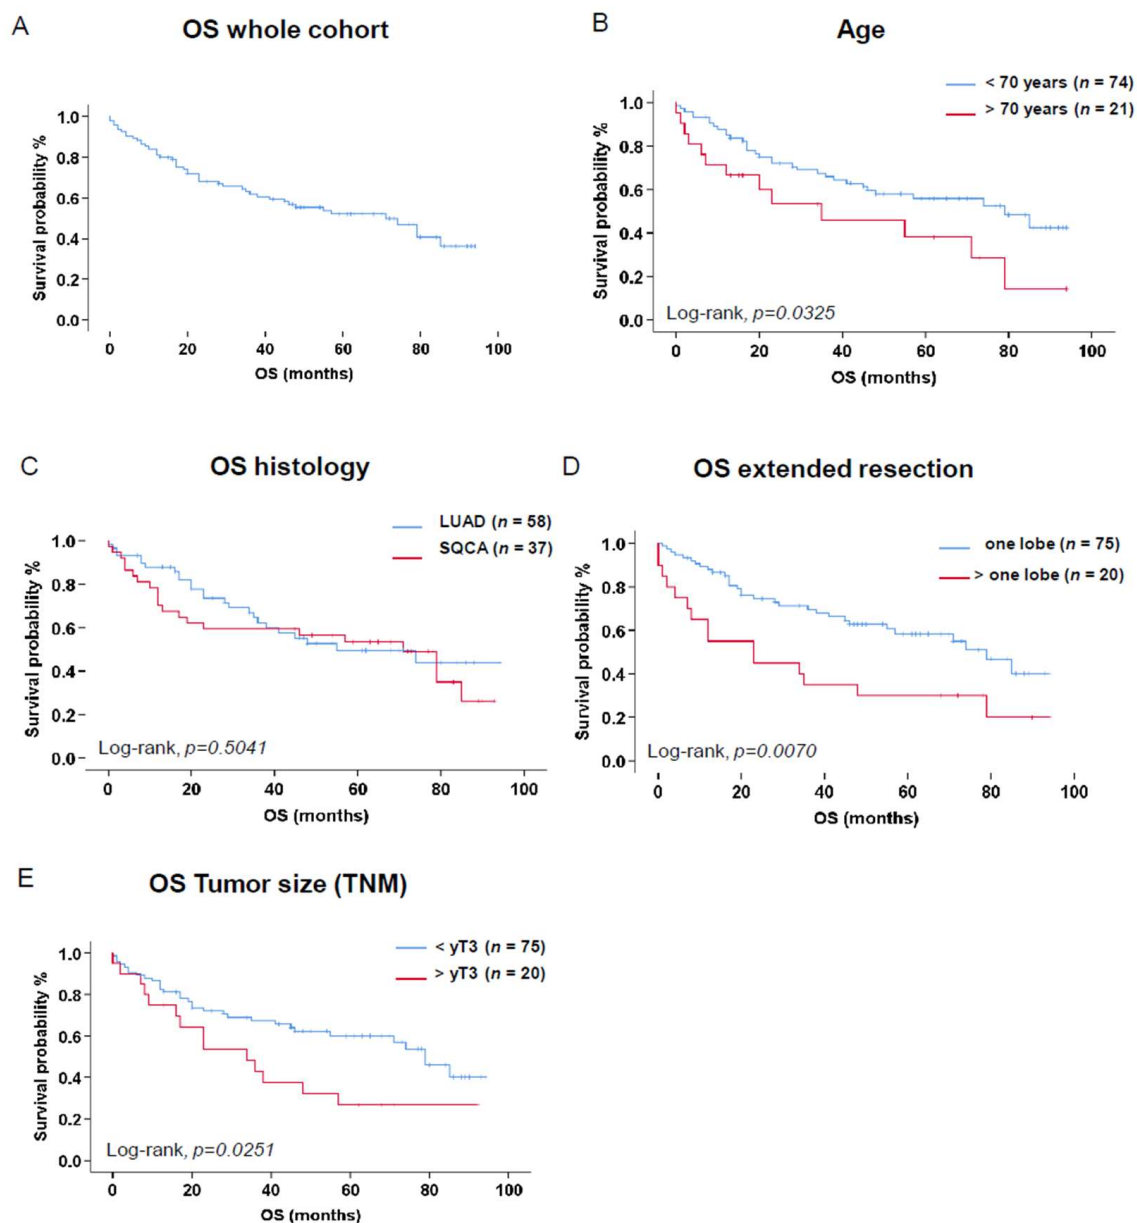 A
OS whole cohort
Survival probability %
1.0
0.8
0.6
0.4
0.2
0.0
0 20 40 60 80 100
OS (months)
B
Age
< 70 years (n = 74)
> 70 years (n = 21)
Survival probability %
1.0
0.8
0.6
0.4
0.2
0.0
Log-rank, p=0.0325
0 20 40 60 80 100
OS (months)
C
OS histology
LUAD (n = 58)
SQCA (n = 37)
Survival probability %
1.0
0.8
0.6
0.4
0.2
0.0
Log-rank, p=0.5041
0 20 40 60 80 100
OS (months)
D
OS extended resection
one lobe (n = 75)
> one lobe (n = 20)
Survival probability %
1.0
0.8
0.6
0.4
0.2
0.0
Log-rank, p=0.0070
0 20 40 60 80 100
OS (months)
E
OS Tumor size (TNM)
< yT3 (n = 75)
> yT3 (n = 20)
Survival probability %
1.0
0.8
0.6
0.4
0.2
0.0
Log-rank, p=0.0251
0 20 40 60 80 100
OS (months)